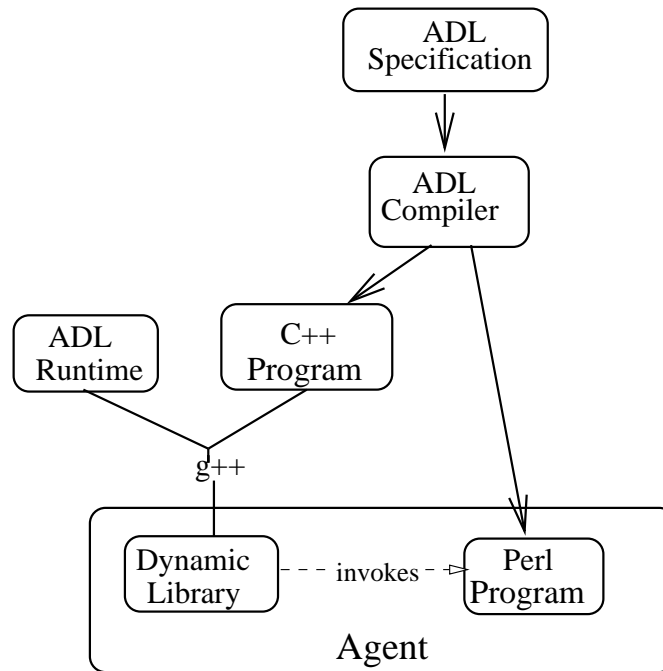 ADL
Specification
ADL
Compiler
C++
Program
ADL
Runtime
g++
Dynamic
Library
invokes
Perl
Program
Agent